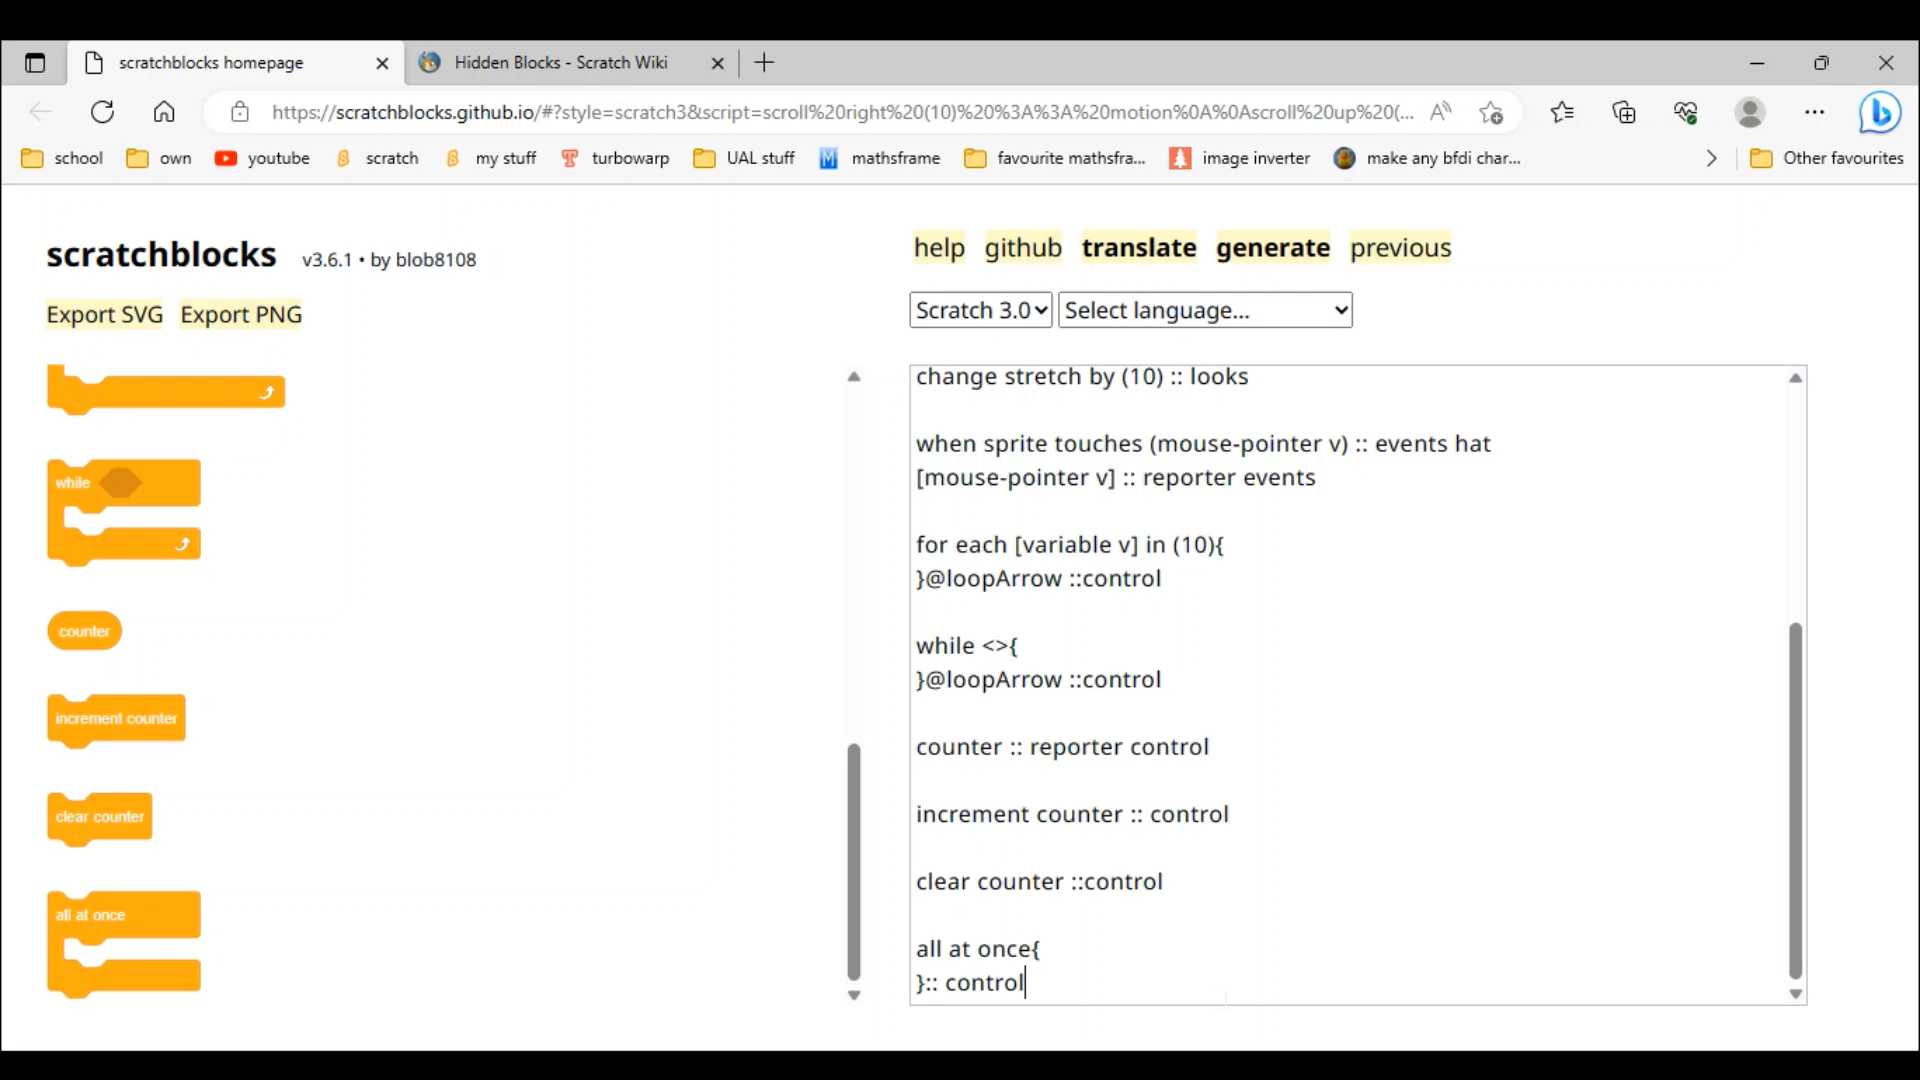 scratchblocks homepage
Hidden Blocks - Scratch Wiki
https://scratchblocks.github.io/#?style=scratch3&script=scroll%20right%20(10)%20%3A%3A%20motion%0A%0Ascroll%20up%20(...
school
own
youtube
scratch
my stuff
turbowarp
UAL stuff
mathsframe
favourite mathsfra...
image inverter
make any bfdi char...
Other favourites
scratchblocks v3.6.1 • by blob8108
Export SVG Export PNG
while
counter
increment counter
clear counter
all at once
help github translate generate previous
Scratch 3.0 Select language...
change stretch by (10) :: looks
when sprite touches (mouse-pointer v) :: events hat
[mouse-pointer v] :: reporter events
for each [variable v] in (10){
}@loopArrow ::control
while <>{
}@loopArrow ::control
counter :: reporter control
increment counter :: control
clear counter ::control
all at once{
}:: control